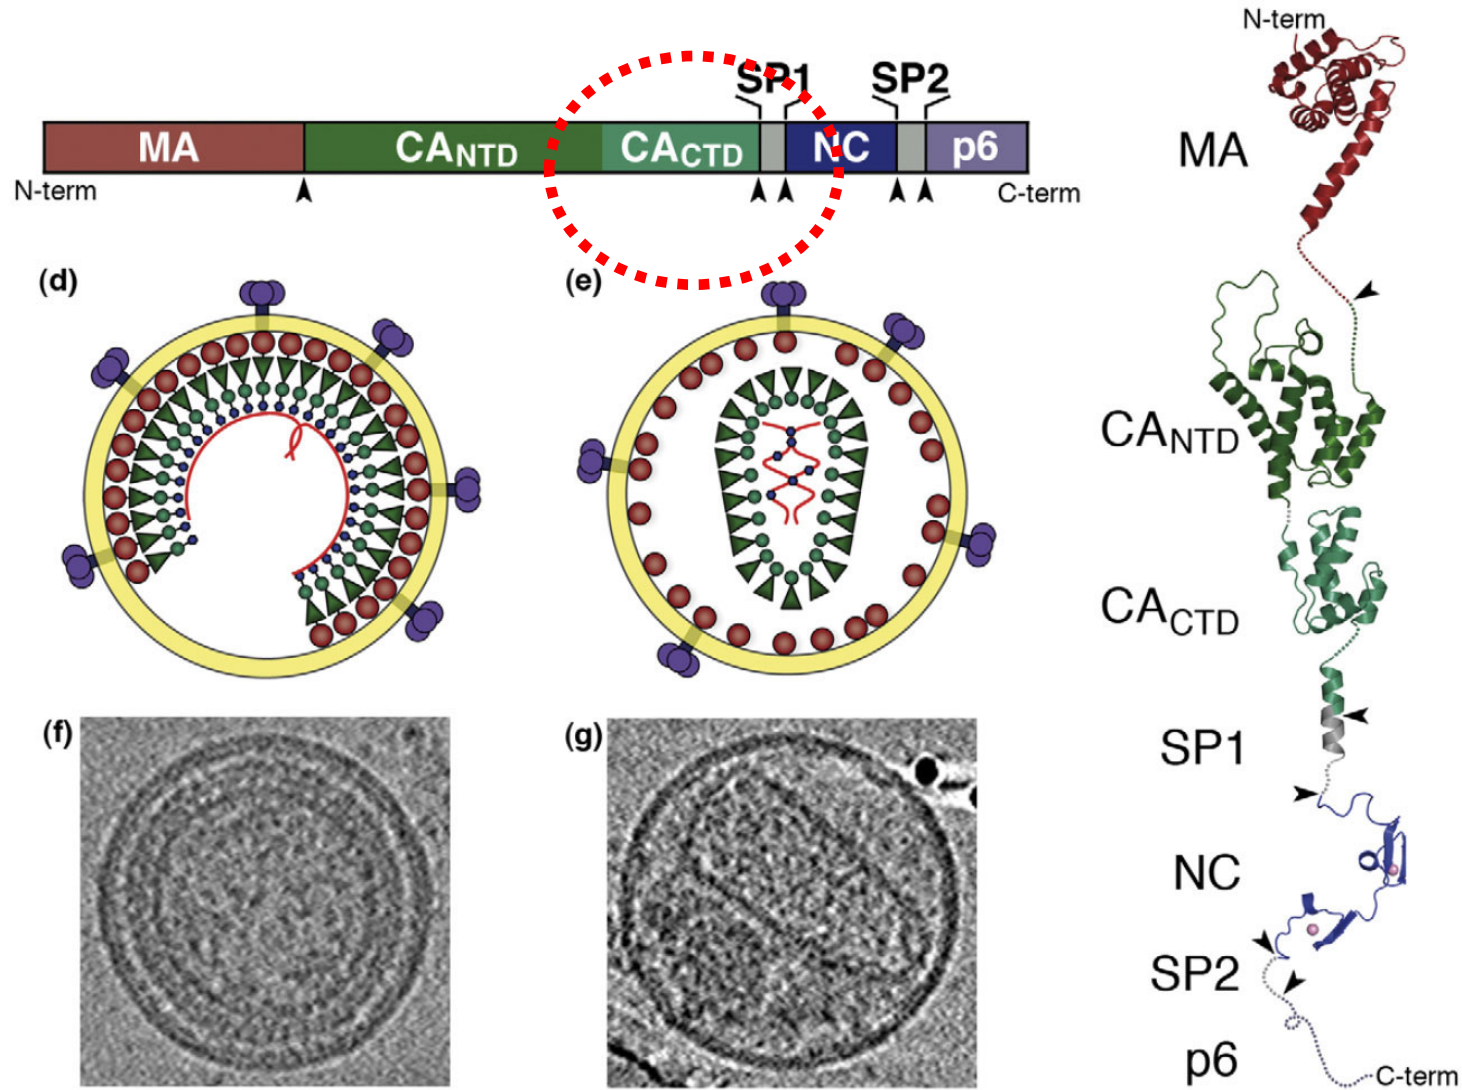 SP1 SP2
MA CANTD CACTD NC p6
N-term C-term
(d) (e)
(f) (g)
N-term
MA
CANTD
CACTD
SP1
NC
SP2
p6
C-term